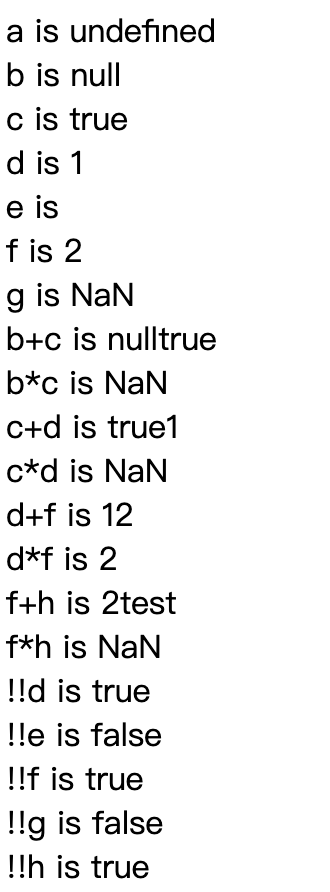 a is undefined
b is null
c is true
d is 1
e is
f is 2
g is NaN
b+c is nulltrue
b*c is NaN
c+d is true1
c*d is NaN
d+f is 12
d*f is 2
f+h is 2test
f*h is NaN
!!d is true
!!e is false
!!f is true
!!g is false
!!h is true